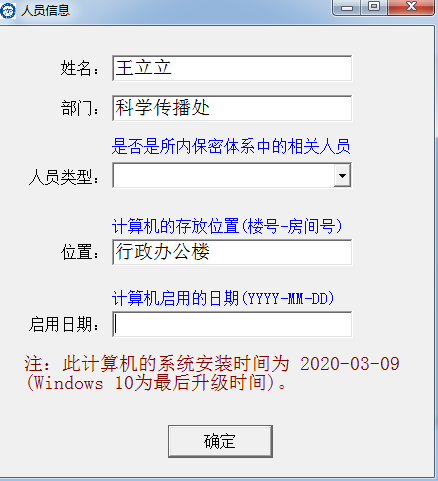 人员信息
姓名：王立立
部门：科学传播处
是否是所内保密体系中的相关人员
人员类型：
计算机的存放位置(楼号-房间号)
位置：行政办公楼
计算机启用的日期(YYYY-MM-DD)
启用日期：
注：此计算机的系统安装时间为 2020-03-09
(Windows 10为最后升级时间)。
确定